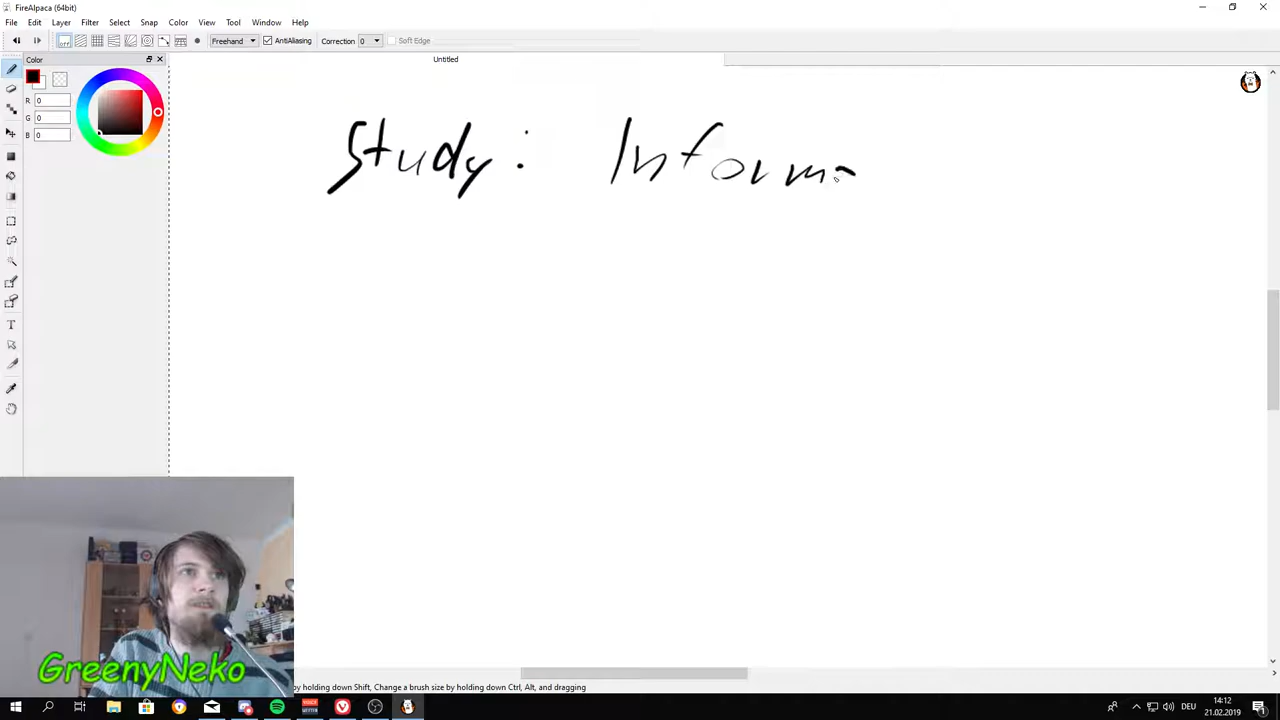 FireAlpaca (64bit)
File Edit Layer Filter Select Snap Color View Tool Window Help
Freehand AntiAliasing Correction 0 Soft Edge
Color
Untitled
R 0
G 0
B 0
Study: Informa
GreenyNeko
by holding down Shift, Change a brush size by holding down Ctrl, Alt, and dragging
DEU
14:12
21.02.2019